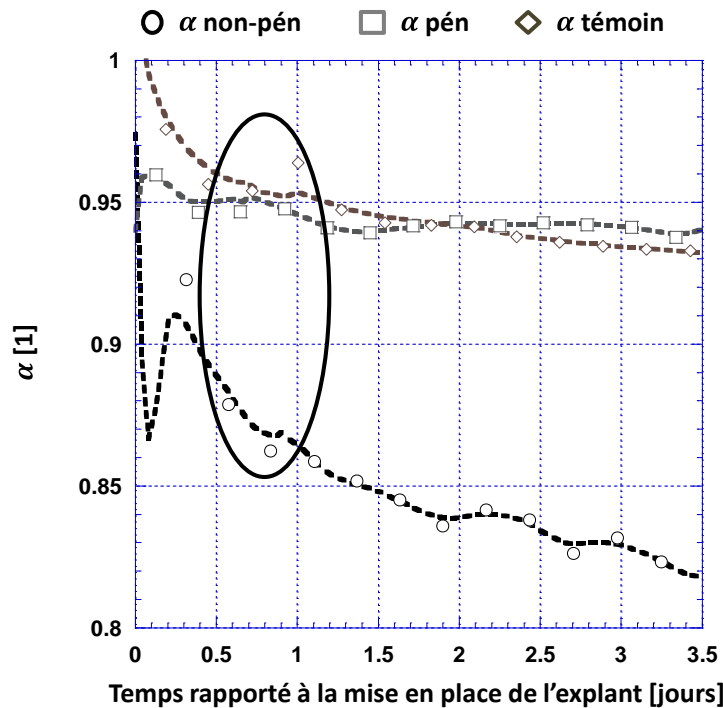 α non-pén α pén α témoin
1
0.95
0.9
0.85
0.8
α [1]
0 0.5 1 1.5 2 2.5 3 3.5
Temps rapporté à la mise en place de l’explant [jours]